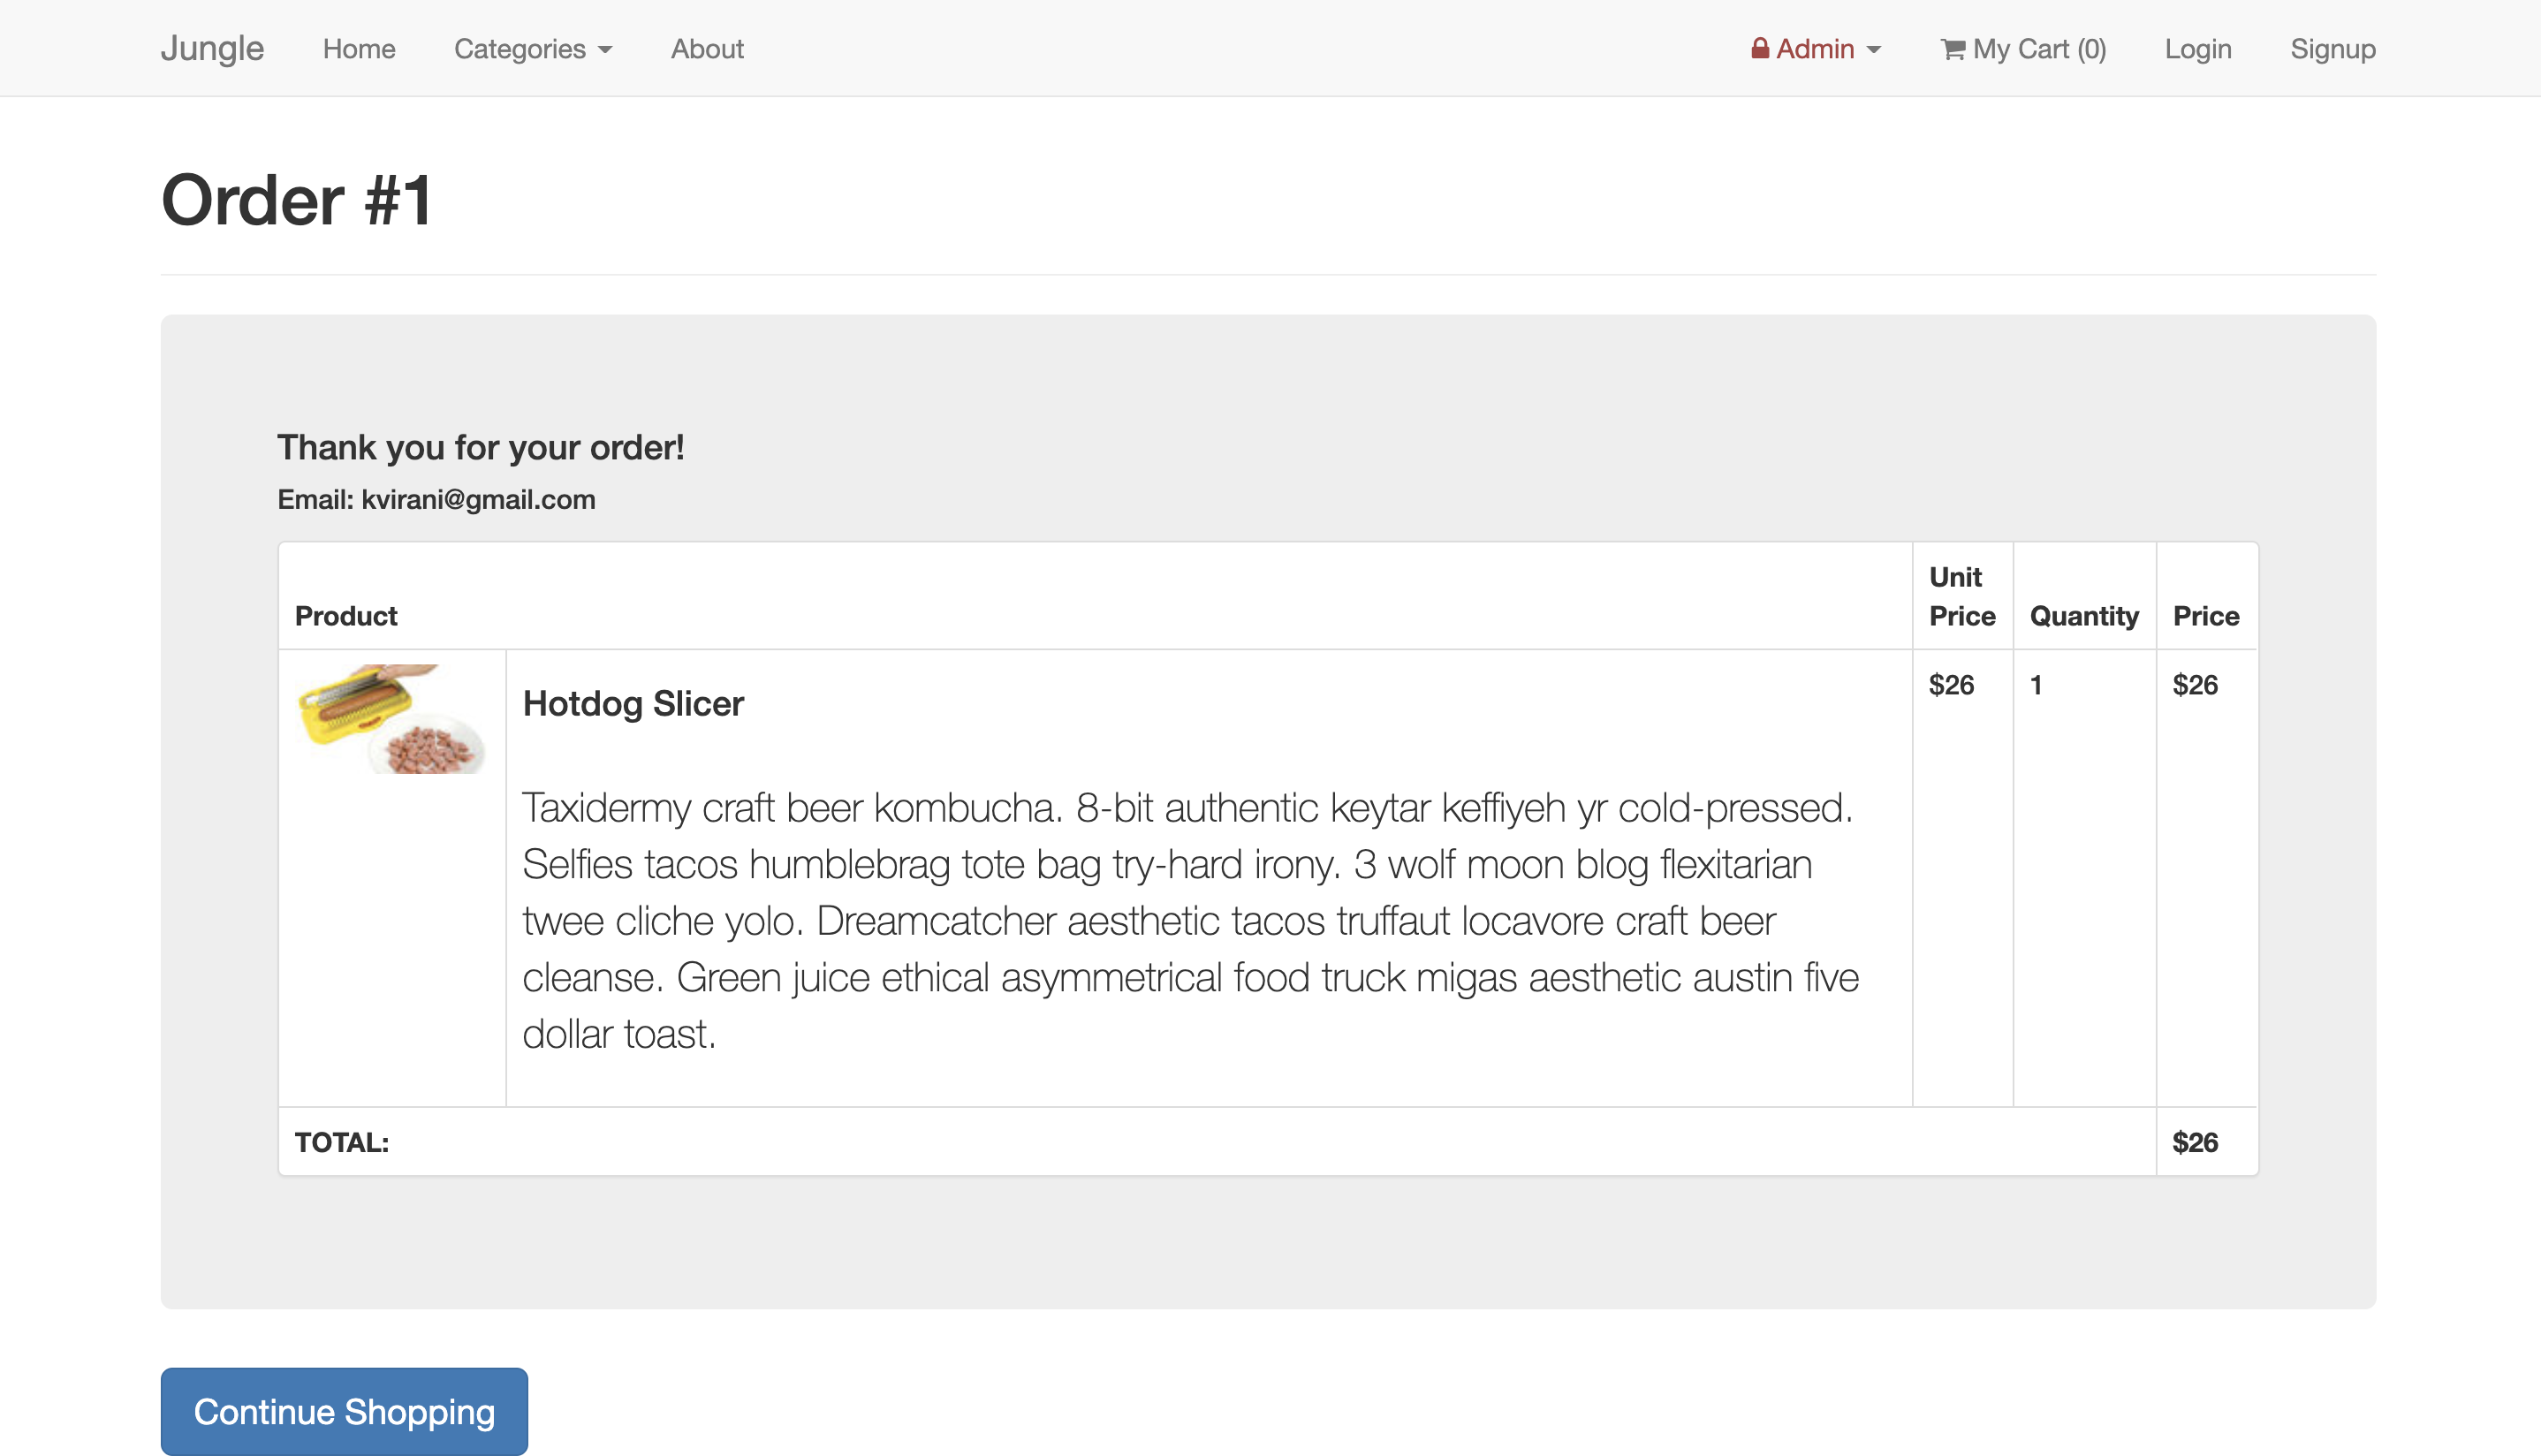 Jungle Home Categories About Admin My Cart (0) Login Signup
Order #1
Thank you for your order!
Email: kvirani@gmail.com
Product Unit Price Quantity Price
Hotdog Slicer $26 1 $26
Taxidermy craft beer kombucha. 8-bit authentic keytar keffiyeh yr cold-pressed.
Selfies tacos humblebrag tote bag try-hard irony. 3 wolf moon blog flexitarian
twee cliche yolo. Dreamcatcher aesthetic tacos truffaut locavore craft beer
cleanse. Green juice ethical asymmetrical food truck migas aesthetic austin five
dollar toast.
TOTAL: $26
Continue Shopping